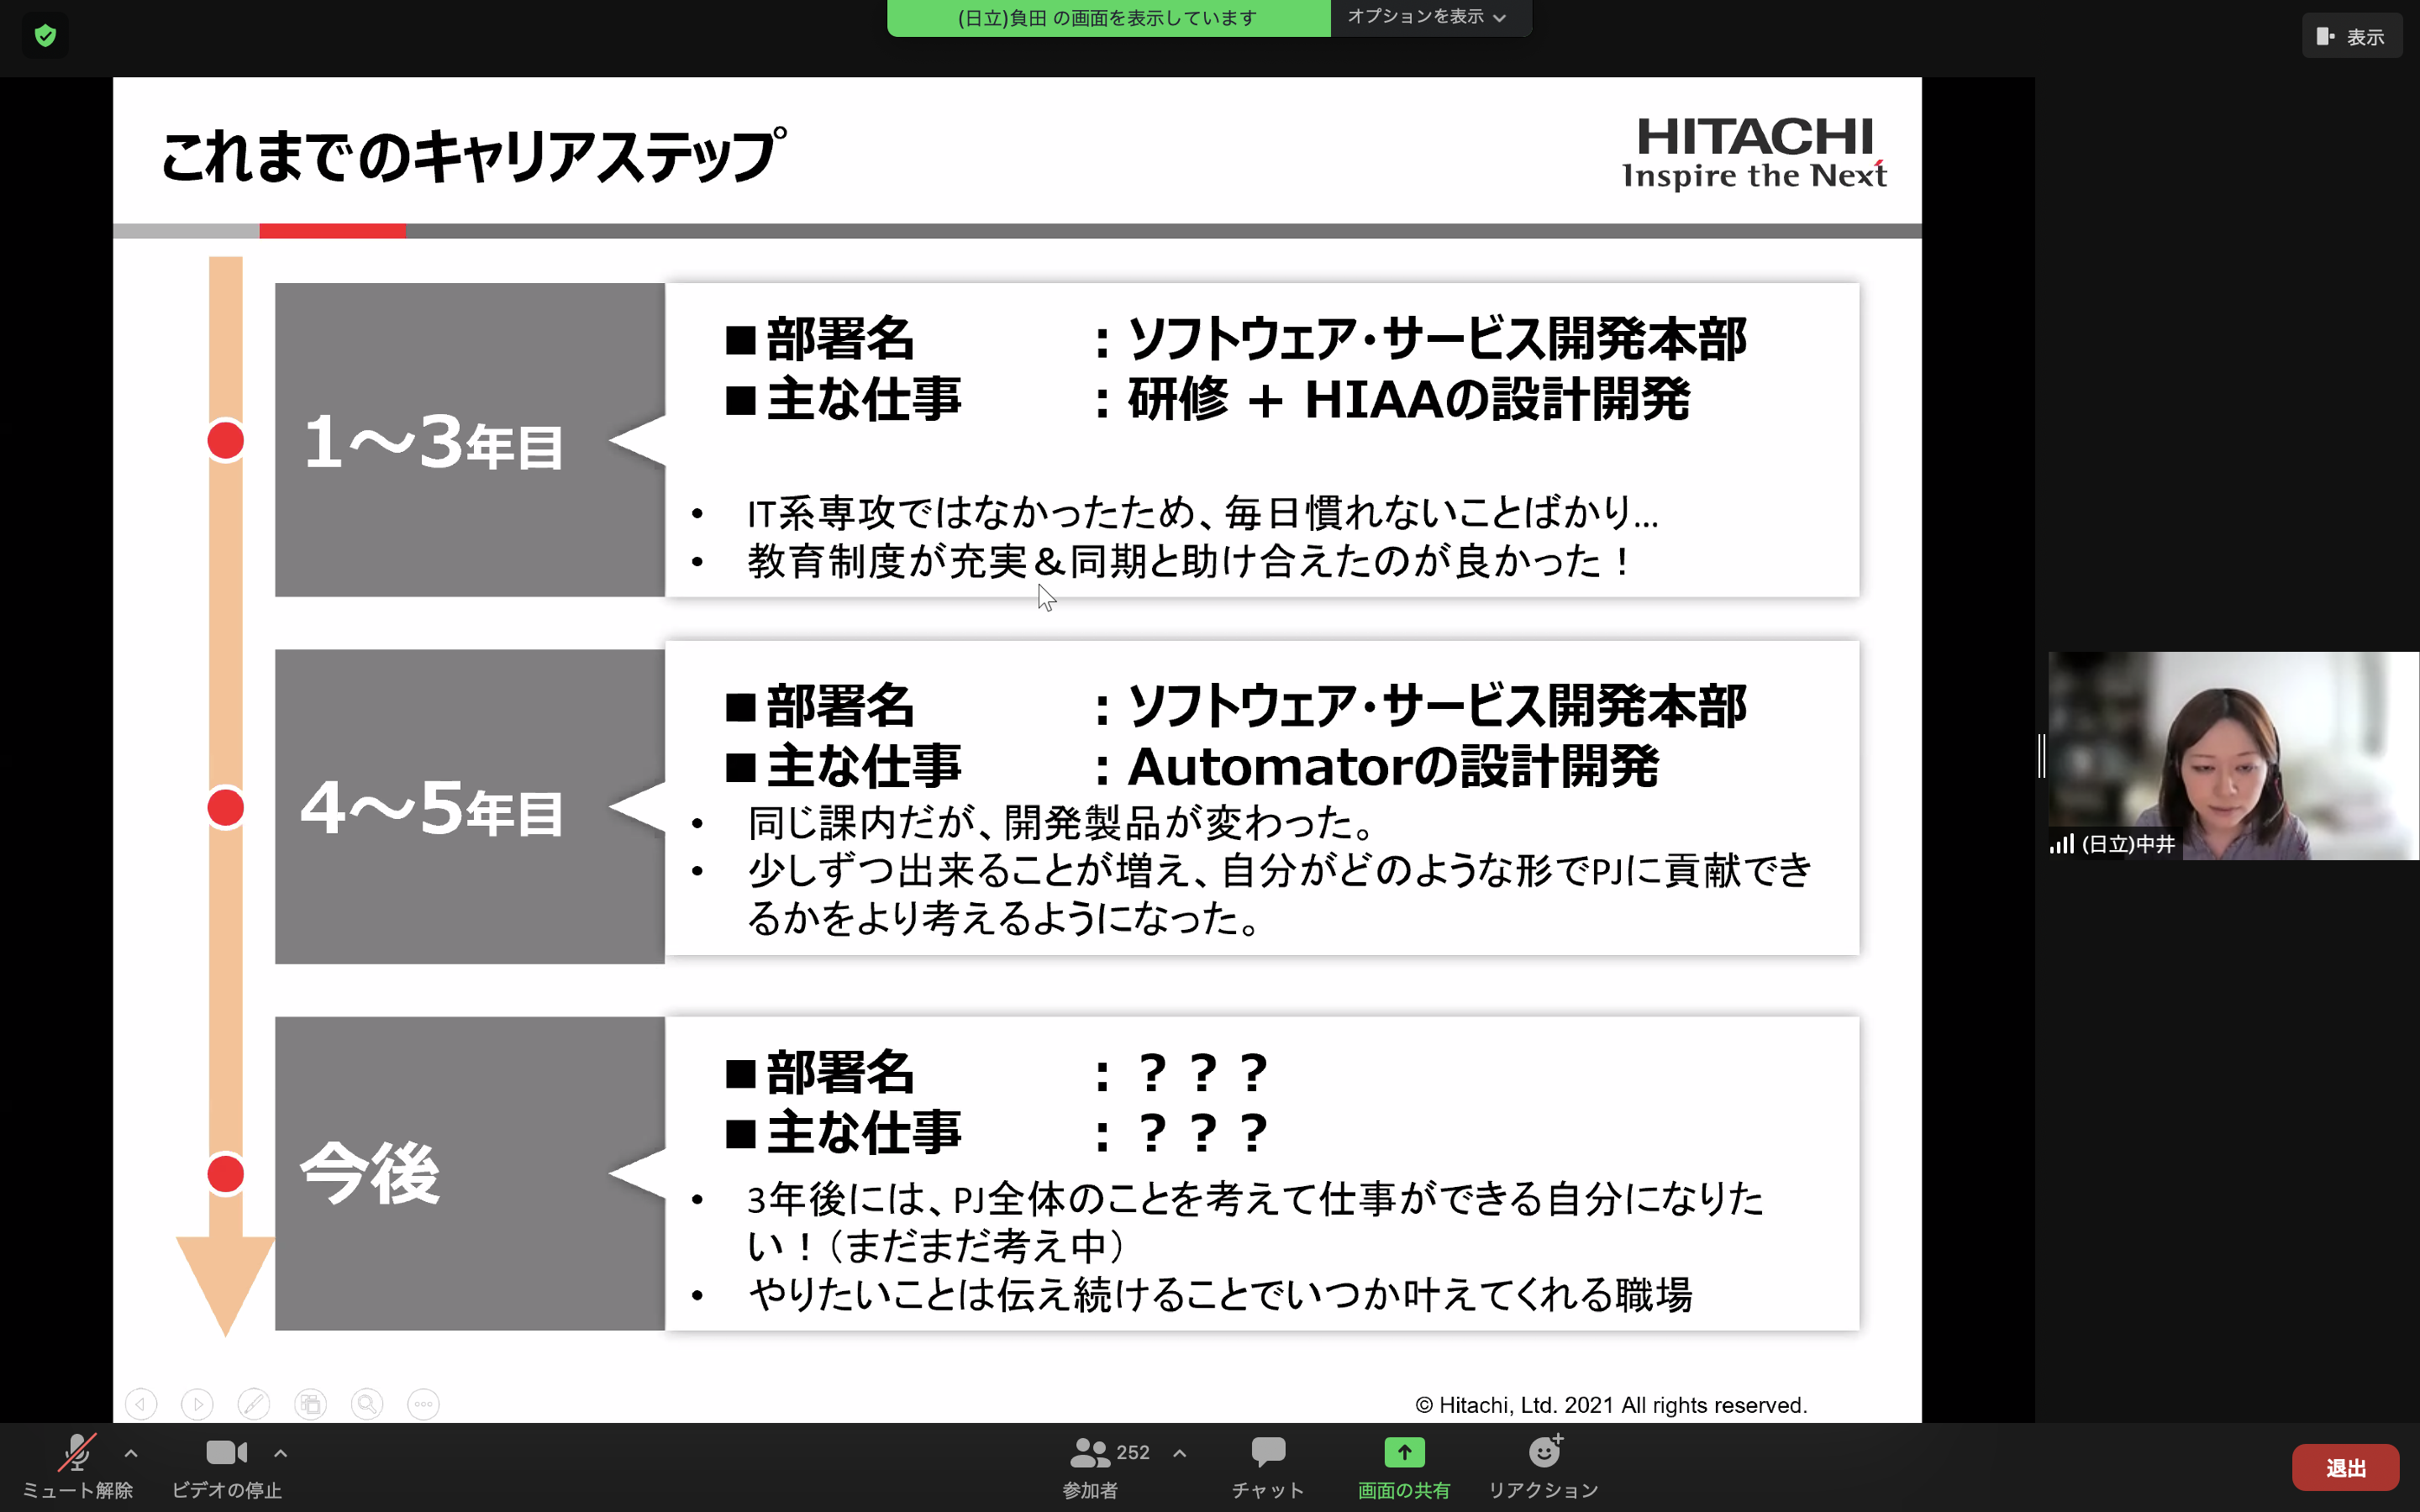 (日立)負田 の画面を表示しています
オプションを表示
表示
これまでのキャリアステップ
HITACHI
Inspire the Next
1～3年目
■部署名 : ソフトウェア・サービス開発本部
■主な仕事 : 研修 + HIAAの設計開発
• IT系専攻ではなかったため、毎日慣れないことばかり…
• 教育制度が充実＆同期と助け合えたのが良かった！
4～5年目
■部署名 : ソフトウェア・サービス開発本部
■主な仕事 : Automatorの設計開発
• 同じ課内だが、開発製品が変わった。
• 少しずつ出来ることが増え、自分がどのような形でPJに貢献でき
るかをより考えるようになった。
今後
■部署名 : ？？？
■主な仕事 : ？？？
• 3年後には、PJ全体のことを考えて仕事ができる自分になりた
い！（まだまだ考え中）
• やりたいことは伝え続けることでいつか叶えてくれる職場
© Hitachi, Ltd. 2021 All rights reserved.
(日立)中井
ミュート解除
ビデオの停止
252
参加者
チャット
画面の共有
リアクション
退出